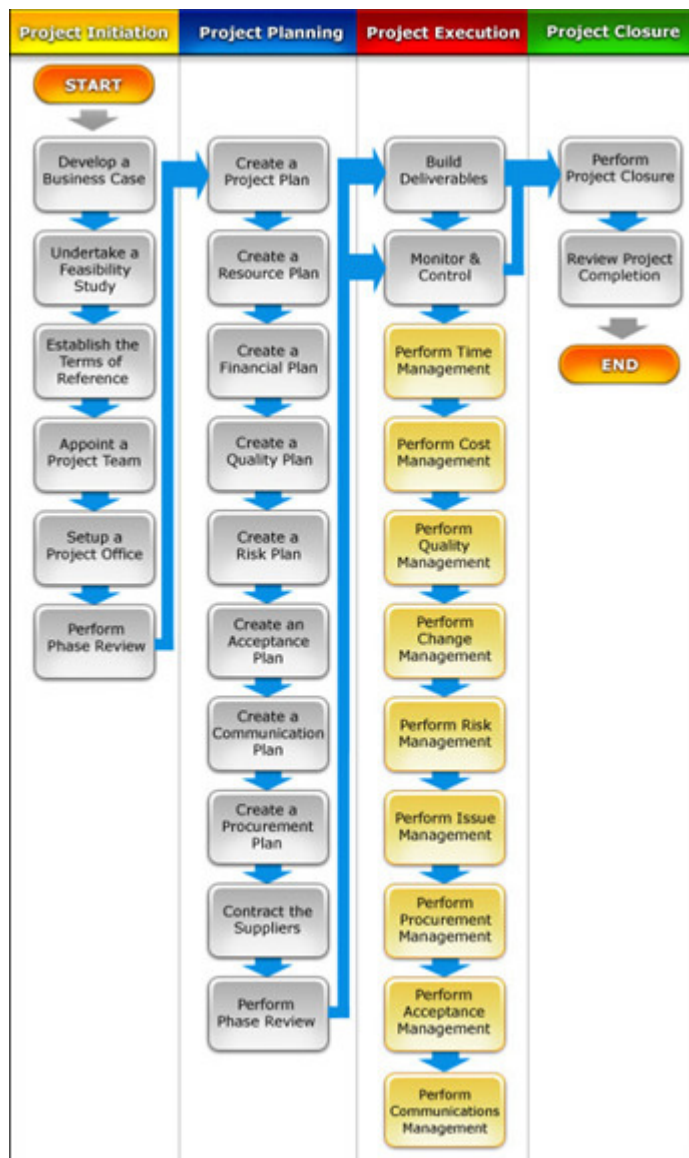 Project Initiation
Project Planning
Project Execution
Project Closure
START
Develop a
Business Case
Undertake a
Feasibility
Study
Establish the
Terms of
Reference
Appoint a
Project Team
Setup a
Project Office
Perform
Phase Review
Create a
Project Plan
Create a
Resource Plan
Create a
Financial Plan
Create a
Quality Plan
Create a
Risk Plan
Create an
Acceptance
Plan
Create a
Communication
Plan
Create a
Procurement
Plan
Contract the
Suppliers
Perform
Phase Review
Build
Deliverables
Monitor &
Control
Perform Time
Management
Perform Cost
Management
Perform
Quality
Management
Perform
Change
Management
Perform Risk
Management
Perform Issue
Management
Perform
Procurement
Management
Perform
Acceptance
Management
Perform
Communications
Management
Perform
Project Closure
Review Project
Completion
END